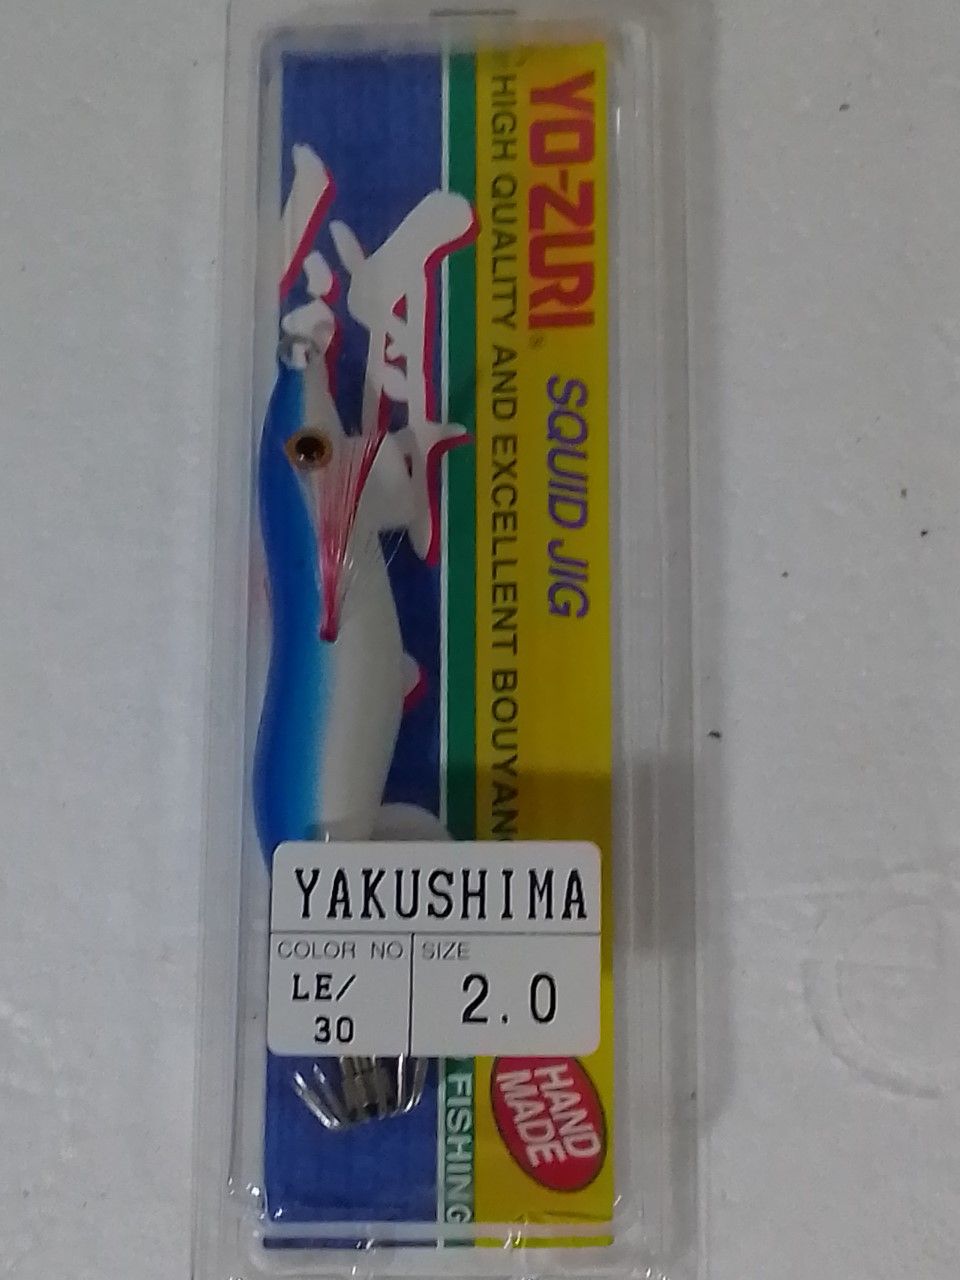 YO-ZURI®
SQUID JIG
HIGH QUALITY AND EXCELLENT
YAKUSHIMA
COLOR NO
SIZE
LE/
30
2.0
HAND
MADE
FISHING